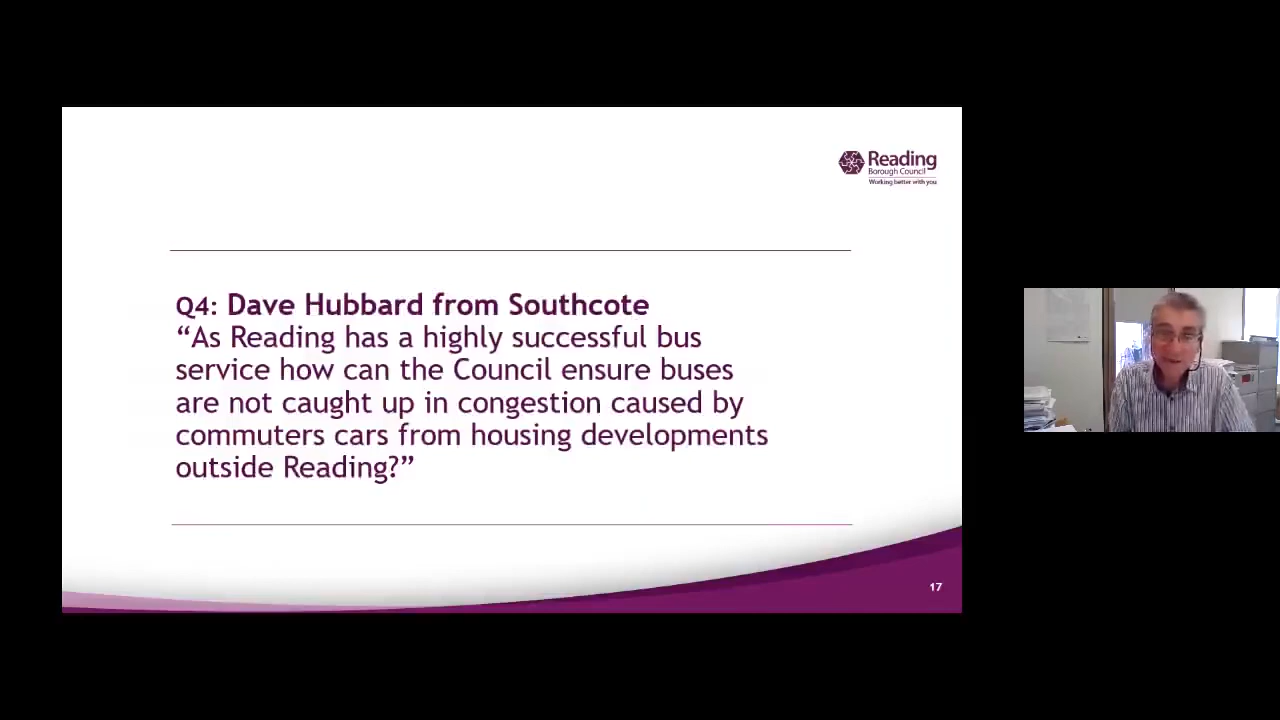 Reading
Borough Council
Working better with you
Q4: Dave Hubbard from Southcote
“As Reading has a highly successful bus
service how can the Council ensure buses
are not caught up in congestion caused by
commuters cars from housing developments
outside Reading?”
17